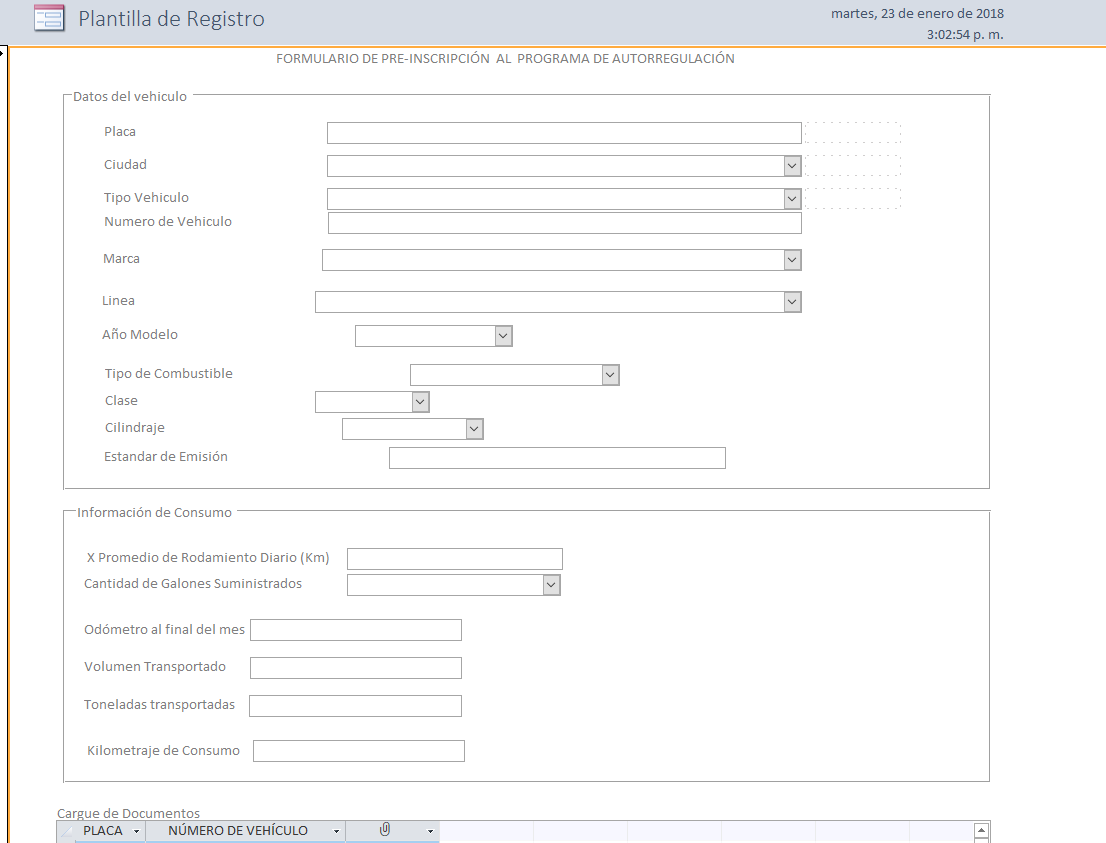 Plantilla de Registro
martes, 23 de enero de 2018
3:02:54 p. m.
FORMULARIO DE PRE-INSCRIPCIÓN AL PROGRAMA DE AUTORREGULACIÓN
Datos del vehiculo
Placa
Ciudad
Tipo Vehiculo
Numero de Vehiculo
Marca
Linea
Año Modelo
Tipo de Combustible
Clase
Cilindraje
Estandar de Emisión
Información de Consumo
X Promedio de Rodamiento Diario (Km)
Cantidad de Galones Suministrados
Odómetro al final del mes
Volumen Transportado
Toneladas transportadas
Kilometraje de Consumo
Cargue de Documentos
PLACA NÚMERO DE VEHÍCULO